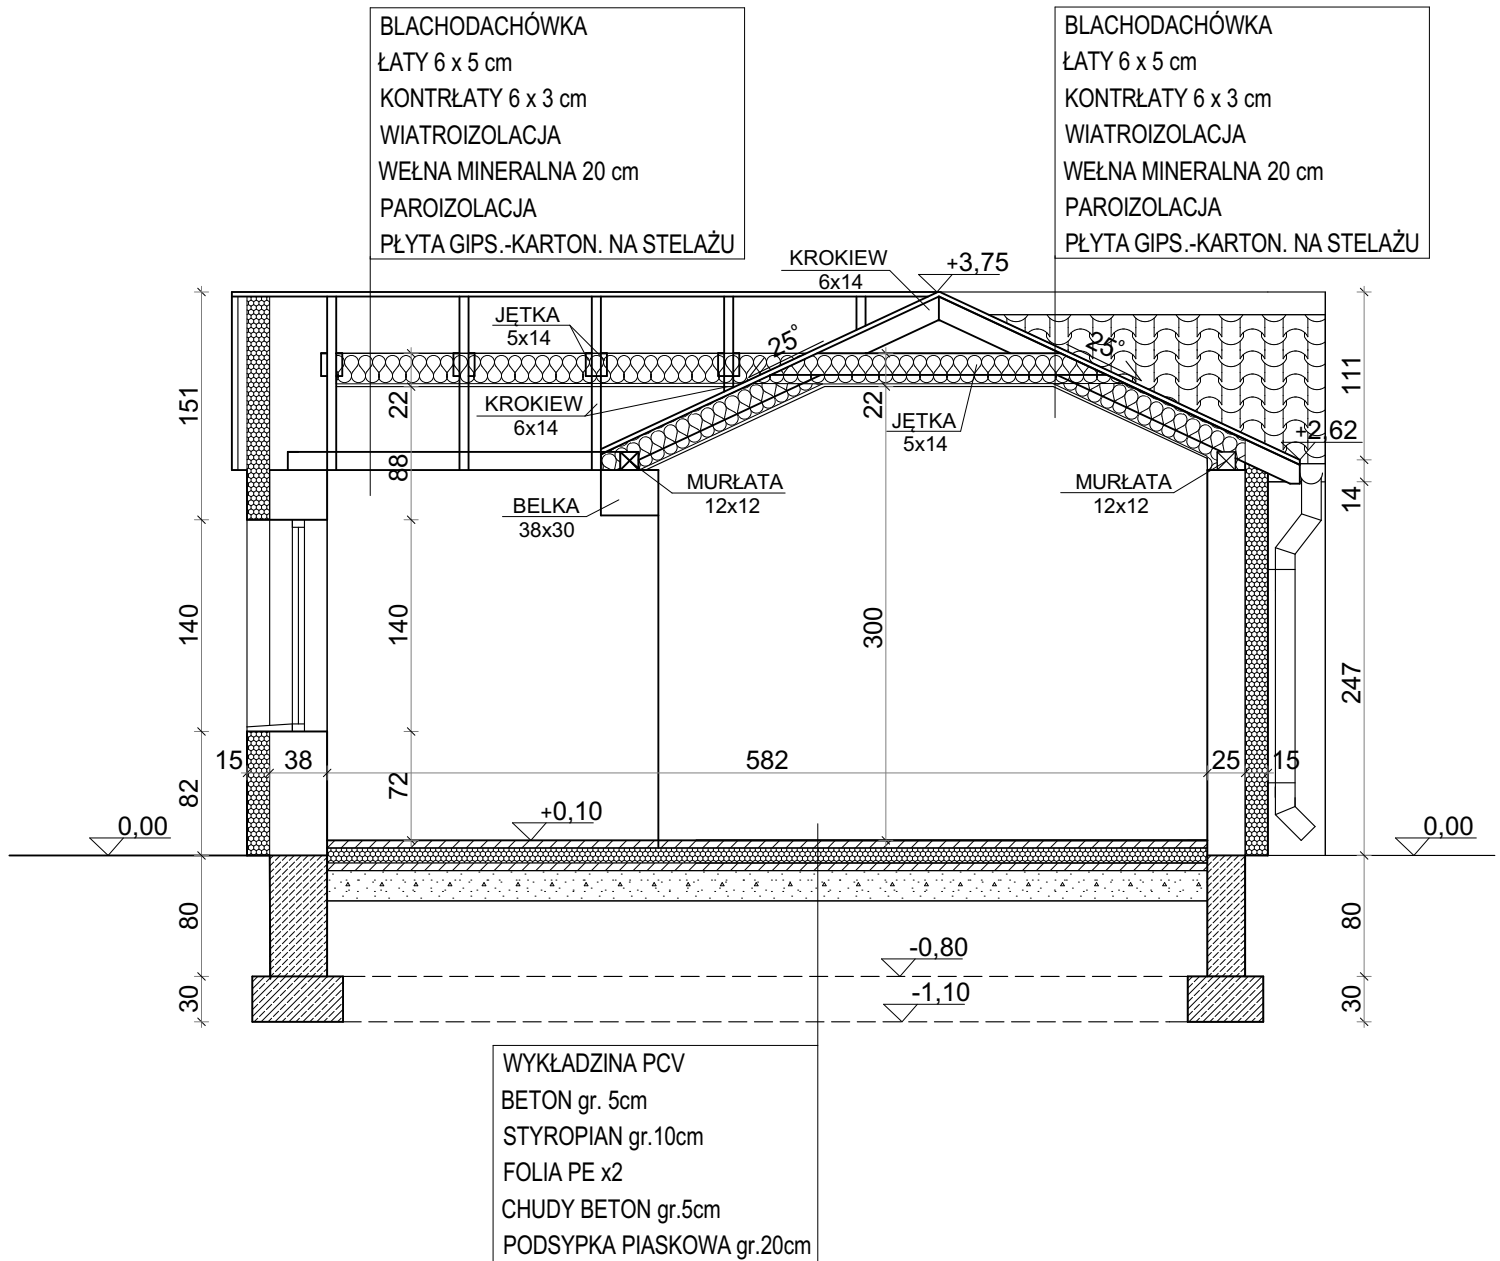 BLACHODACHÓWKA
ŁATY 6 x 5 cm
KONTRŁATY 6 x 3 cm
WIATROIZOLACJA
WEŁNA MINERALNA 20 cm
PAROIZOLACJA
PŁYTA GIPS.-KARTON. NA STELAŻU
BLACHODACHÓWKA
ŁATY 6 x 5 cm
KONTRŁATY 6 x 3 cm
WIATROIZOLACJA
WEŁNA MINERALNA 20 cm
PAROIZOLACJA
PŁYTA GIPS.-KARTON. NA STELAŻU
KROKIEW
6x14
+3,75
JĘTKA
5x14
25°
25°
151
22
KROKIEW
6x14
22
JĘTKA
5x14
111
+2,62
88
MURŁATA
12x12
MURŁATA
12x12
14
BELKA
38x30
140
140
300
247
15
38
582
25
15
82
72
+0,10
0,00
0,00
80
-0,80
80
30
-1,10
30
WYKŁADZINA PCV
BETON gr. 5cm
STYROPIAN gr.10cm
FOLIA PE x2
CHUDY BETON gr.5cm
PODSYPKA PIASKOWA gr.20cm